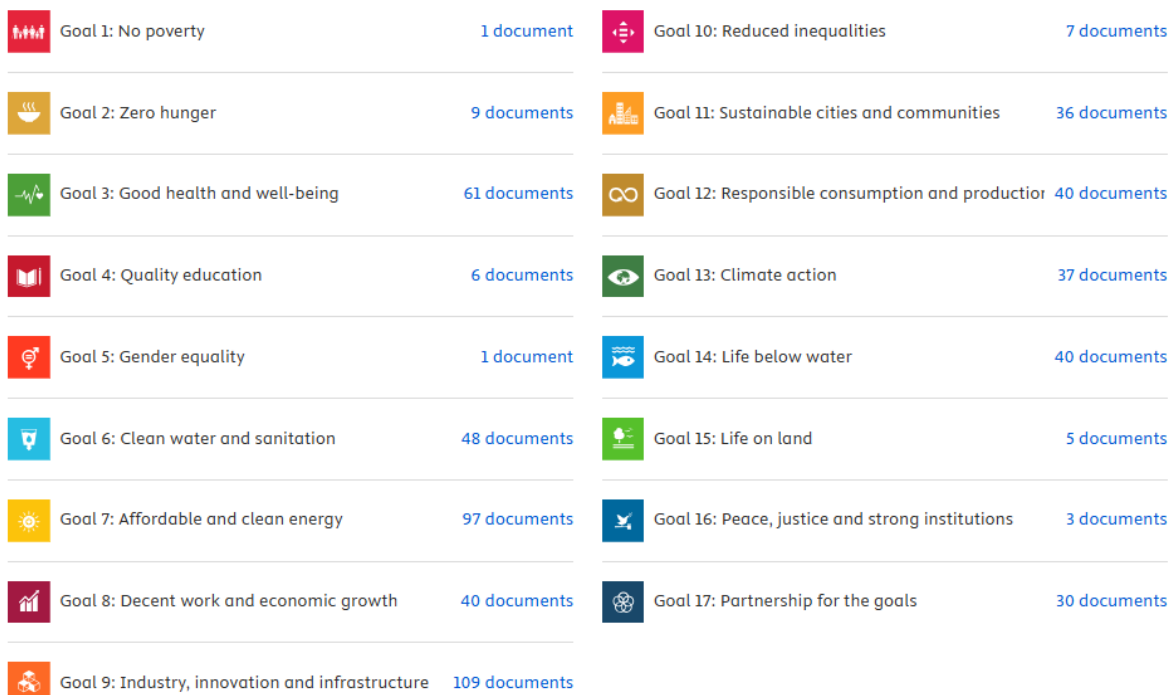 Goal 1: No poverty 1 document
Goal 2: Zero hunger 9 documents
Goal 3: Good health and well-being 61 documents
Goal 4: Quality education 6 documents
Goal 5: Gender equality 1 document
Goal 6: Clean water and sanitation 48 documents
Goal 7: Affordable and clean energy 97 documents
Goal 8: Decent work and economic growth 40 documents
Goal 9: Industry, innovation and infrastructure 109 documents
Goal 10: Reduced inequalities 7 documents
Goal 11: Sustainable cities and communities 36 documents
Goal 12: Responsible consumption and production 40 documents
Goal 13: Climate action 37 documents
Goal 14: Life below water 40 documents
Goal 15: Life on land 5 documents
Goal 16: Peace, justice and strong institutions 3 documents
Goal 17: Partnership for the goals 30 documents